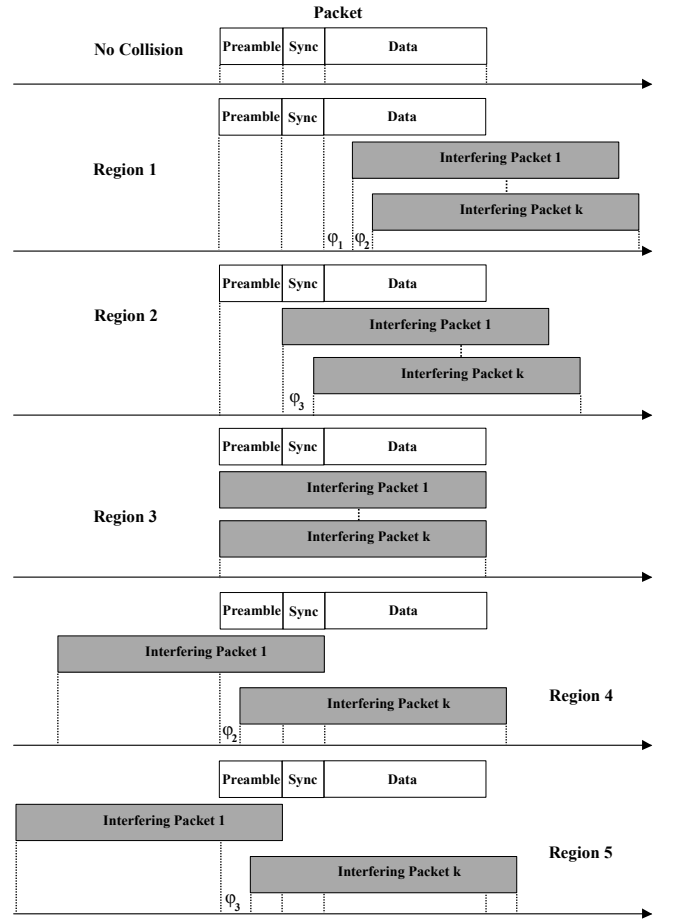 Packet
No Collision
Preamble Sync Data
Preamble Sync Data
Region 1
Interfering Packet 1
Interfering Packet k
φ1 φ2
Preamble Sync Data
Region 2
Interfering Packet 1
Interfering Packet k
φ3
Preamble Sync Data
Interfering Packet 1
Region 3
Interfering Packet k
Preamble Sync Data
Interfering Packet 1
Interfering Packet k
Region 4
φ2
Preamble Sync Data
Interfering Packet 1
Region 5
Interfering Packet k
φ3